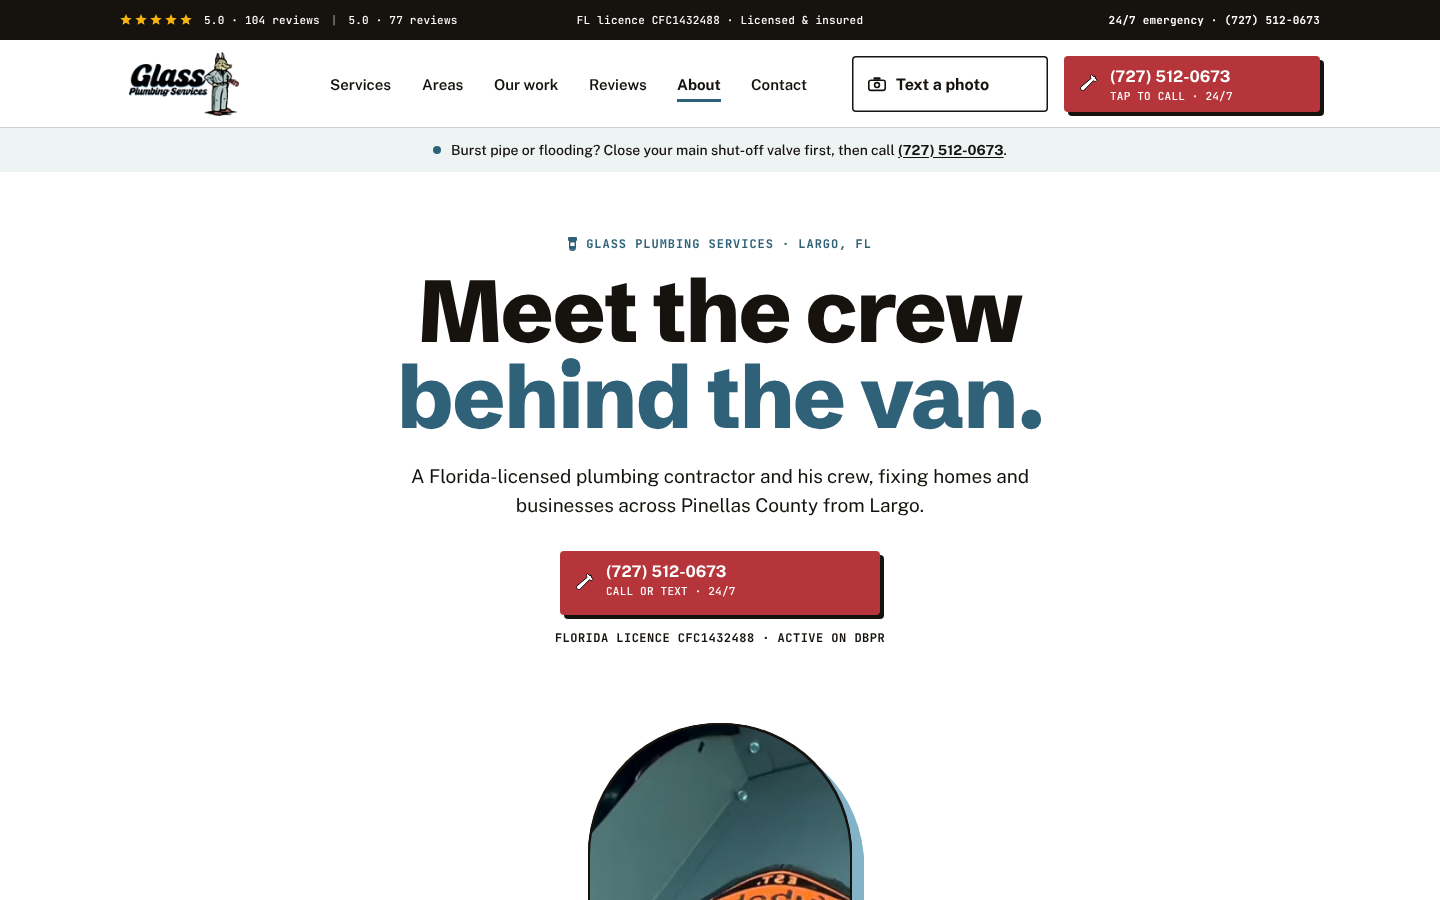 5.0 · 104 reviews | 5.0 · 77 reviews
FL licence CFC1432488 · Licensed & insured
24/7 emergency · (727) 512-0673
Glass
Plumbing Services
Services
Areas
Our work
Reviews
About
Contact
Text a photo
(727) 512-0673
TAP TO CALL · 24/7
Burst pipe or flooding? Close your main shut-off valve first, then call (727) 512-0673.
GLASS PLUMBING SERVICES · LARGO, FL
Meet the crew
behind the van.
A Florida-licensed plumbing contractor and his crew, fixing homes and
businesses across Pinellas County from Largo.
(727) 512-0673
CALL OR TEXT · 24/7
FLORIDA LICENCE CFC1432488 · ACTIVE ON DBPR
EST.